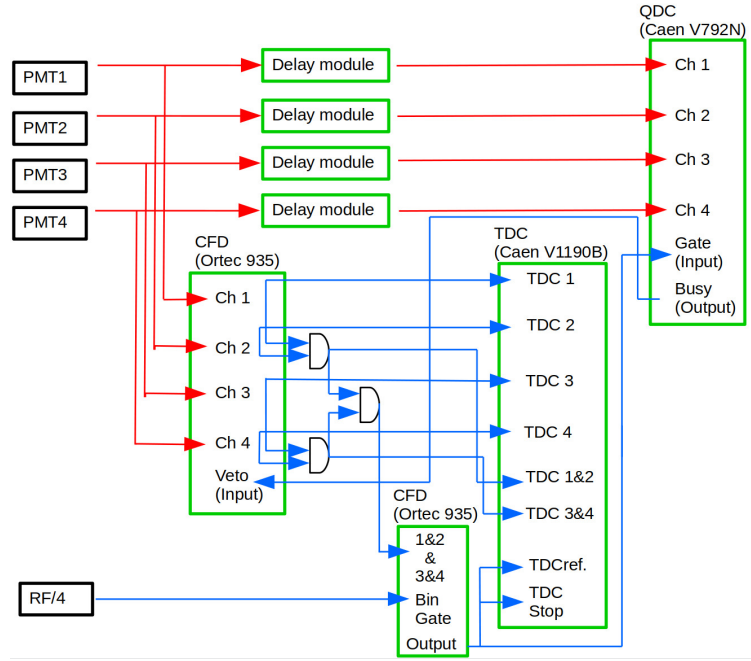 QDC
(Caen V792N)
PMT1
Delay module
Ch 1
PMT2
Delay module
Ch 2
PMT3
Delay module
Ch 3
PMT4
Delay module
Ch 4
CFD
(Ortec 935)
TDC
(Caen V1190B)
Gate
(Input)
Busy
(Output)
Ch 1
Ch 2
Ch 3
Ch 4
Veto
(Input)
TDC 1
TDC 2
TDC 3
TDC 4
TDC 1&2
TDC 3&4
TDCref.
TDC
Stop
CFD
(Ortec 935)
1&2
&
3&4
Bin
Gate
Output
RF/4